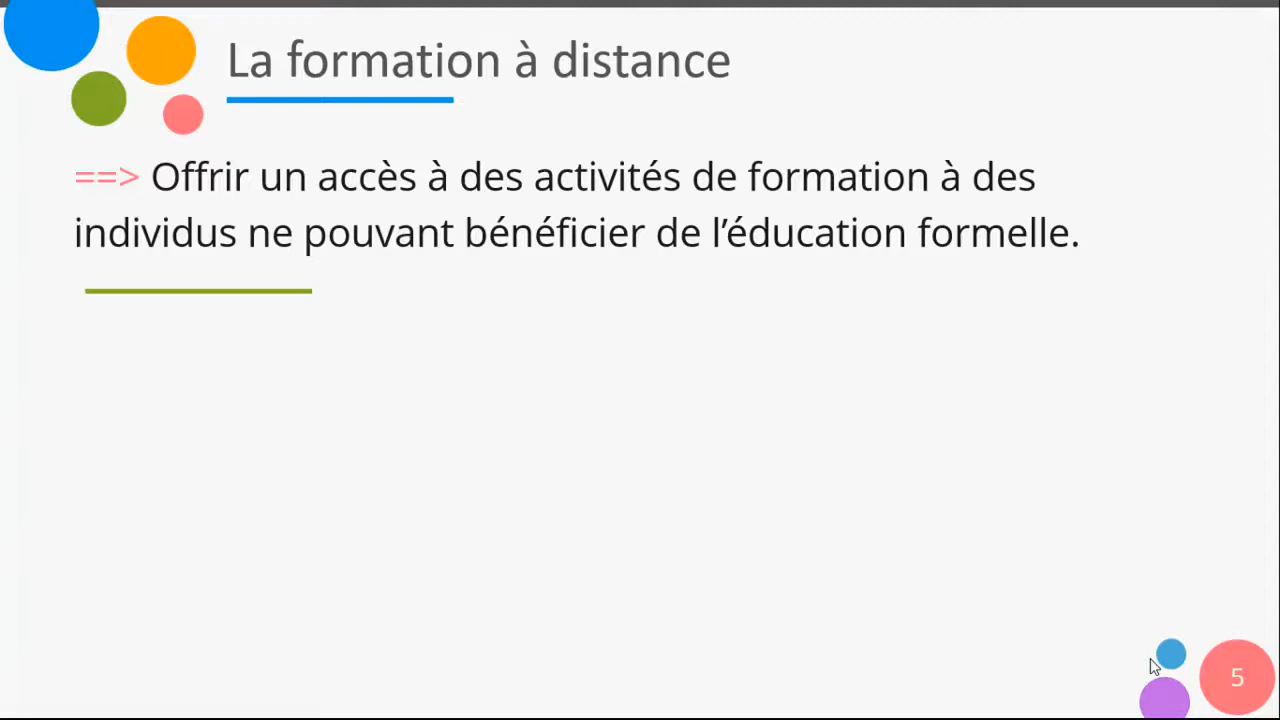 La formation à distance
==> Offrir un accès à des activités de formation à des
individus ne pouvant bénéficier de l’éducation formelle.
5